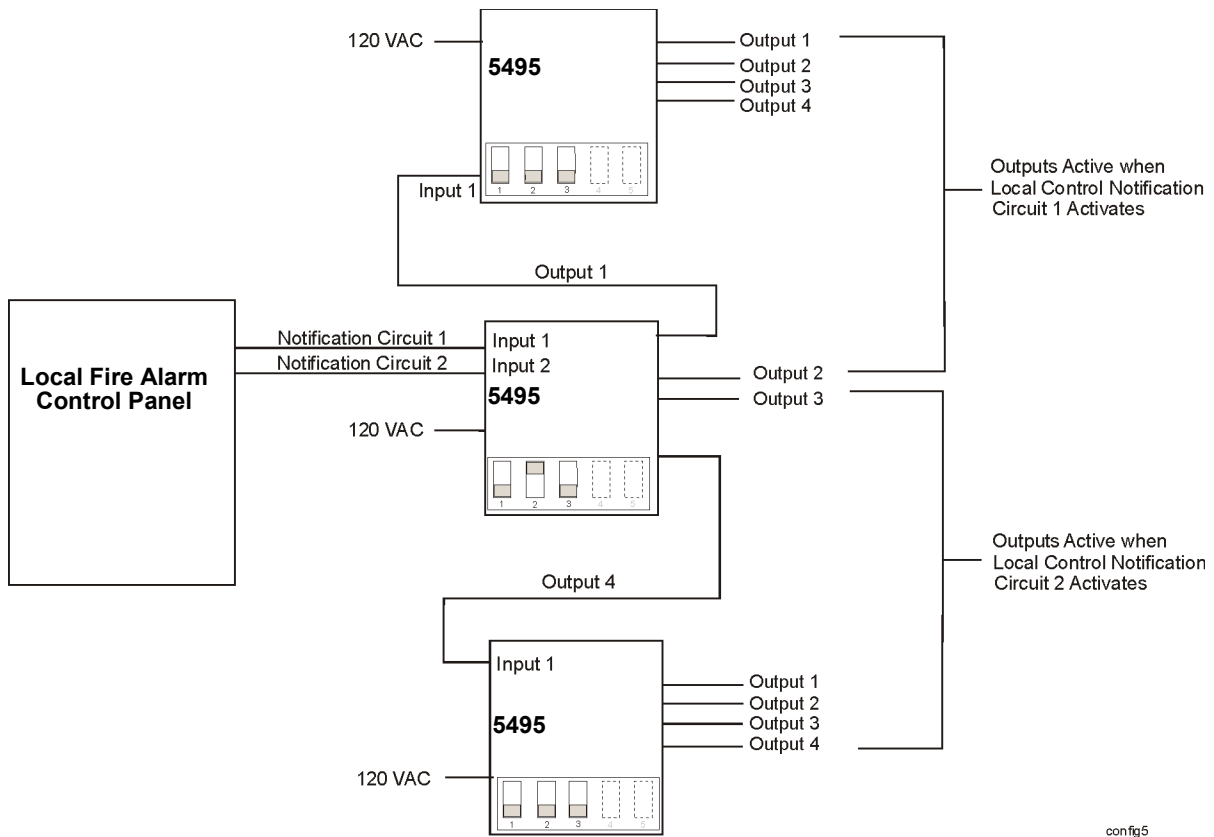 120 VAC
5495
Output 1
Output 2
Output 3
Output 4
1 2 3 4 5
Input 1
Outputs Active when
Local Control Notification
Circuit 1 Activates
Output 1
Local Fire Alarm
Control Panel
Notification Circuit 1
Notification Circuit 2
Input 1
Input 2
5495
120 VAC
Output 2
Output 3
1 2 3 4 5
Outputs Active when
Local Control Notification
Circuit 2 Activates
Output 4
Input 1
5495
Output 1
Output 2
Output 3
Output 4
120 VAC
1 2 3 4 5
config5